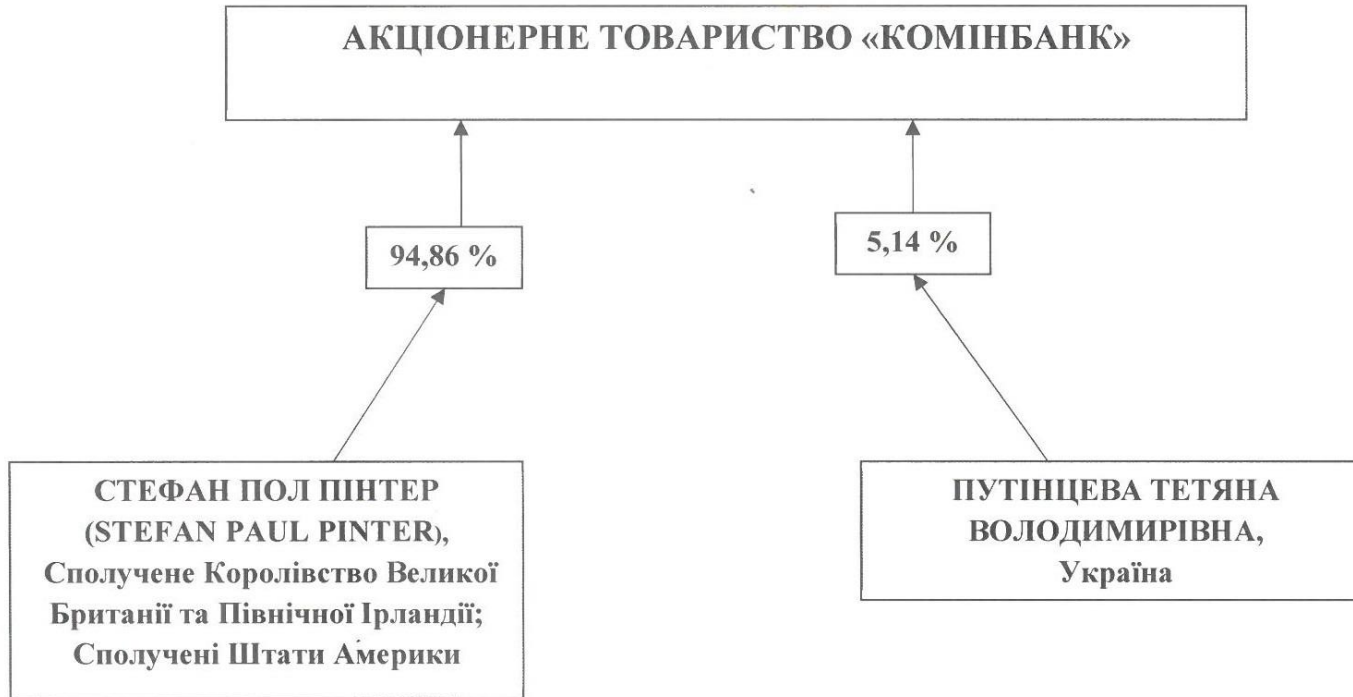 АКЦІОНЕРНЕ ТОВАРИСТВО «КОМІНБАНК»
94,86 %
5,14 %
СТЕФАН ПОЛ ПІНТЕР
(STEFAN PAUL PINTER),
Сполучене Королівство Великої
Британії та Північної Ірландії;
Сполучені Штати Америки
ПУТІНЦЕВА ТЕТЯНА
ВОЛОДИМИРІВНА,
Україна